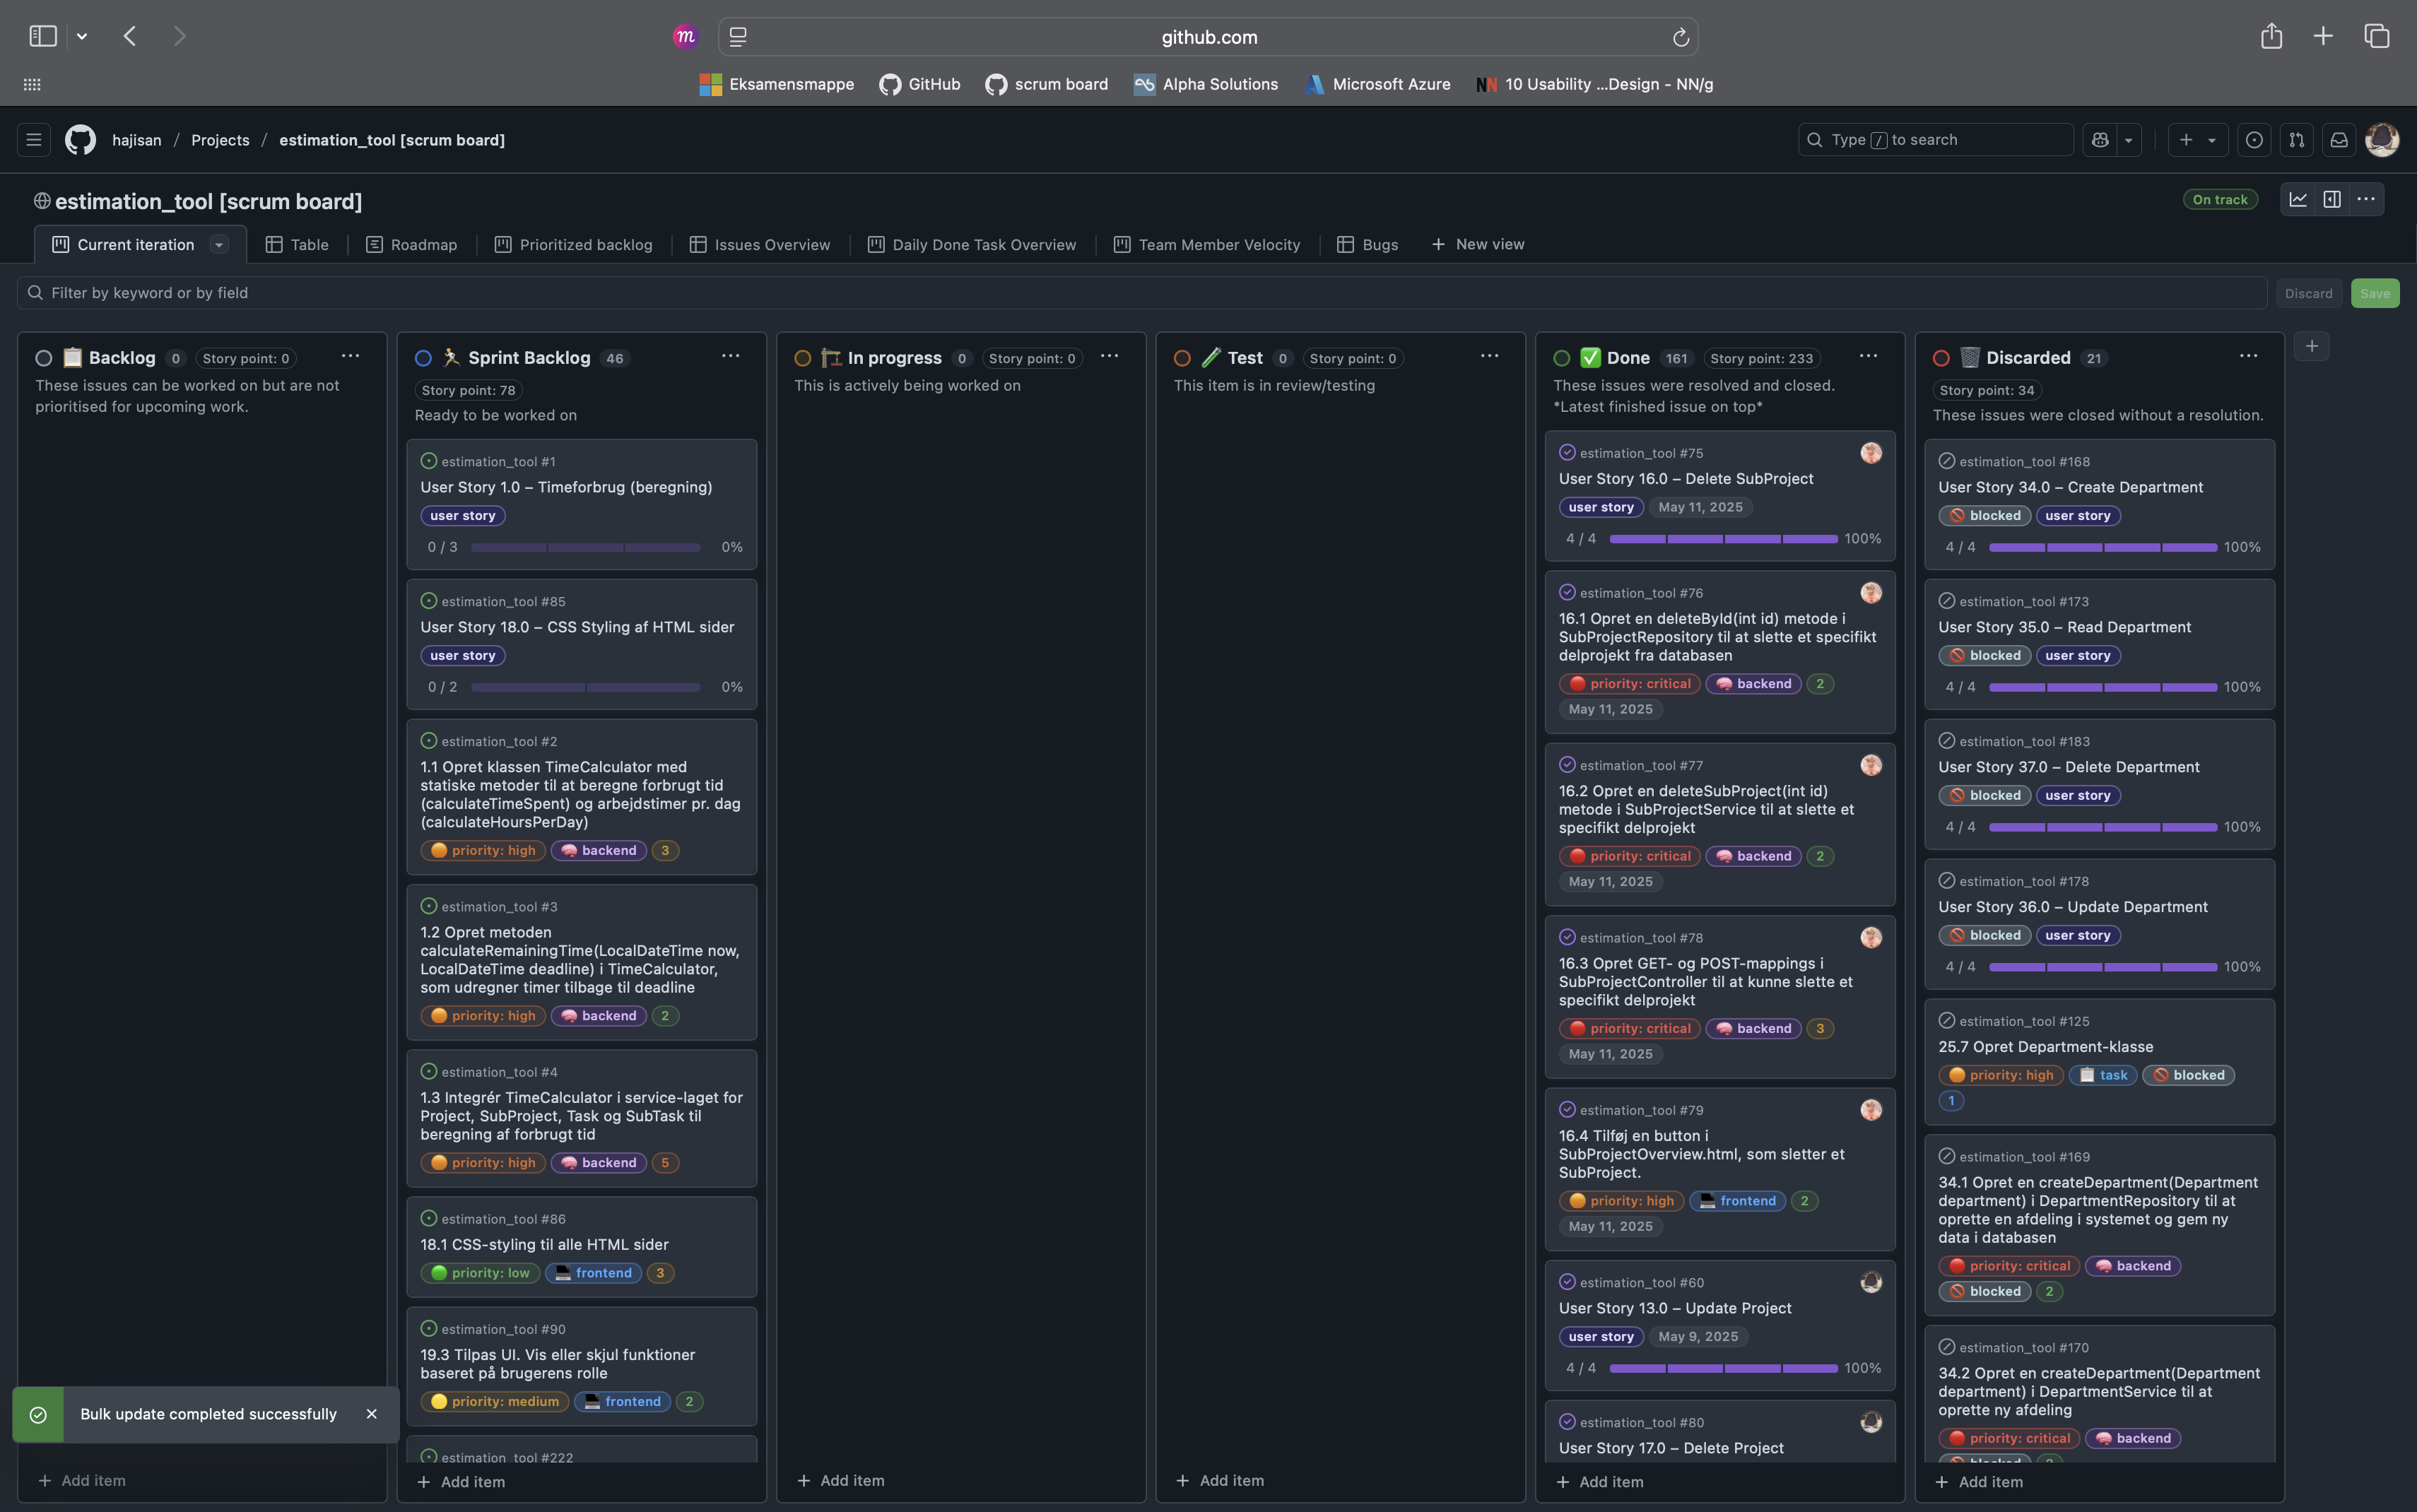 github.com
Eksamensmappe GitHub scrum board Alpha Solutions Microsoft Azure 10 Usability ...Design - NN/g
hajisan / Projects / estimation_tool [scrum board]
Type / to search
estimation_tool [scrum board]
On track
Current iteration Table Roadmap Prioritized backlog Issues Overview Daily Done Task Overview Team Member Velocity Bugs + New view
Filter by keyword or by field
Discard Save
Backlog 0 Story point: 0
These issues can be worked on but are not
prioritised for upcoming work.
+ Add item
Bulk update completed successfully
Sprint Backlog 46
Story point: 78
Ready to be worked on
estimation_tool #1
User Story 1.0 – Timeforbrug (beregning)
user story
0 / 3 0%
estimation_tool #85
User Story 18.0 – CSS Styling af HTML sider
user story
0 / 2 0%
estimation_tool #2
1.1 Opret klassen TimeCalculator med
statiske metoder til at beregne forbrugt tid
(calculateTimeSpent) og arbejdstimer pr. dag
(calculateHoursPerDay)
priority: high backend 3
estimation_tool #3
1.2 Opret metoden
calculateRemainingTime(LocalDateTime now,
LocalDateTime deadline) i TimeCalculator,
som udregner timer tilbage til deadline
priority: high backend 2
estimation_tool #4
1.3 Integrér TimeCalculator i service-laget for
Project, SubProject, Task og SubTask til
beregning af forbrugt tid
priority: high backend 5
estimation_tool #86
18.1 CSS-styling til alle HTML sider
priority: low frontend 3
estimation_tool #90
19.3 Tilpas UI. Vis eller skjul funktioner
baseret på brugerens rolle
priority: medium frontend 2
estimation_tool #222
+ Add item
In progress 0 Story point: 0
This is actively being worked on
+ Add item
Test 0 Story point: 0
This item is in review/testing
+ Add item
Done 161 Story point: 233
These issues were resolved and closed.
*Latest finished issue on top*
estimation_tool #75
User Story 16.0 – Delete SubProject
user story May 11, 2025
4 / 4 100%
estimation_tool #76
16.1 Opret en deleteById(int id) metode i
SubProjectRepository til at slette et specifikt
delprojekt fra databasen
priority: critical backend 2
May 11, 2025
estimation_tool #77
16.2 Opret en deleteSubProject(int id)
metode i SubProjectService til at slette et
specifikt delprojekt
priority: critical backend 2
May 11, 2025
estimation_tool #78
16.3 Opret GET- og POST-mappings i
SubProjectController til at kunne slette et
specifikt delprojekt
priority: critical backend 3
May 11, 2025
estimation_tool #79
16.4 Tilføj en button i
SubProjectOverview.html, som sletter et
SubProject.
priority: high frontend 2
May 11, 2025
estimation_tool #60
User Story 13.0 – Update Project
user story May 9, 2025
4 / 4 100%
estimation_tool #80
User Story 17.0 – Delete Project
+ Add item
Discarded 21
Story point: 34
These issues were closed without a resolution.
estimation_tool #168
User Story 34.0 – Create Department
blocked user story
4 / 4 100%
estimation_tool #173
User Story 35.0 – Read Department
blocked user story
4 / 4 100%
estimation_tool #183
User Story 37.0 – Delete Department
blocked user story
4 / 4 100%
estimation_tool #178
User Story 36.0 – Update Department
blocked user story
4 / 4 100%
estimation_tool #125
25.7 Opret Department-klasse
priority: high task blocked
1
estimation_tool #169
34.1 Opret en createDepartment(Department
department) i DepartmentRepository til at
oprette en afdeling i systemet og gem ny
data i databasen
priority: critical backend
blocked 2
estimation_tool #170
34.2 Opret en createDepartment(Department
department) i DepartmentService til at
oprette ny afdeling
priority: critical backend
blocked 2
+ Add item